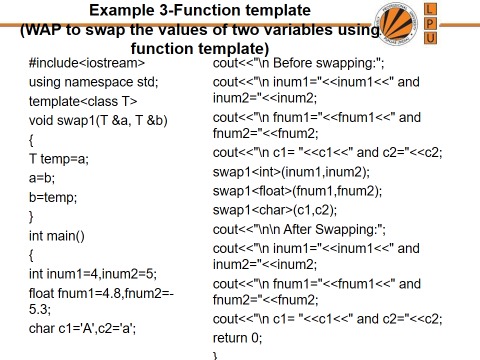 Example 3-Function template
(WAP to swap the values of two variables using
function template)
L
P
U
#include<iostream>
using namespace std;
template<class T>
void swap1(T &a, T &b)
{
T temp=a;
a=b;
b=temp;
}
int main()
{
int inum1=4,inum2=5;
float fnum1=4.8,fnum2=-
5.3;
char c1='A',c2='a';
cout<<"\n Before swapping:";
cout<<"\n inum1="<<inum1<<" and
inum2="<<inum2;
cout<<"\n fnum1="<<fnum1<<" and
fnum2="<<fnum2;
cout<<"\n c1= "<<c1<<" and c2="<<c2;
swap1<int>(inum1,inum2);
swap1<float>(fnum1,fnum2);
swap1<char>(c1,c2);
cout<<"\n\n After Swapping:";
cout<<"\n inum1="<<inum1<<" and
inum2="<<inum2;
cout<<"\n fnum1="<<fnum1<<" and
fnum2="<<fnum2;
cout<<"\n c1= "<<c1<<" and c2="<<c2;
return 0;
}